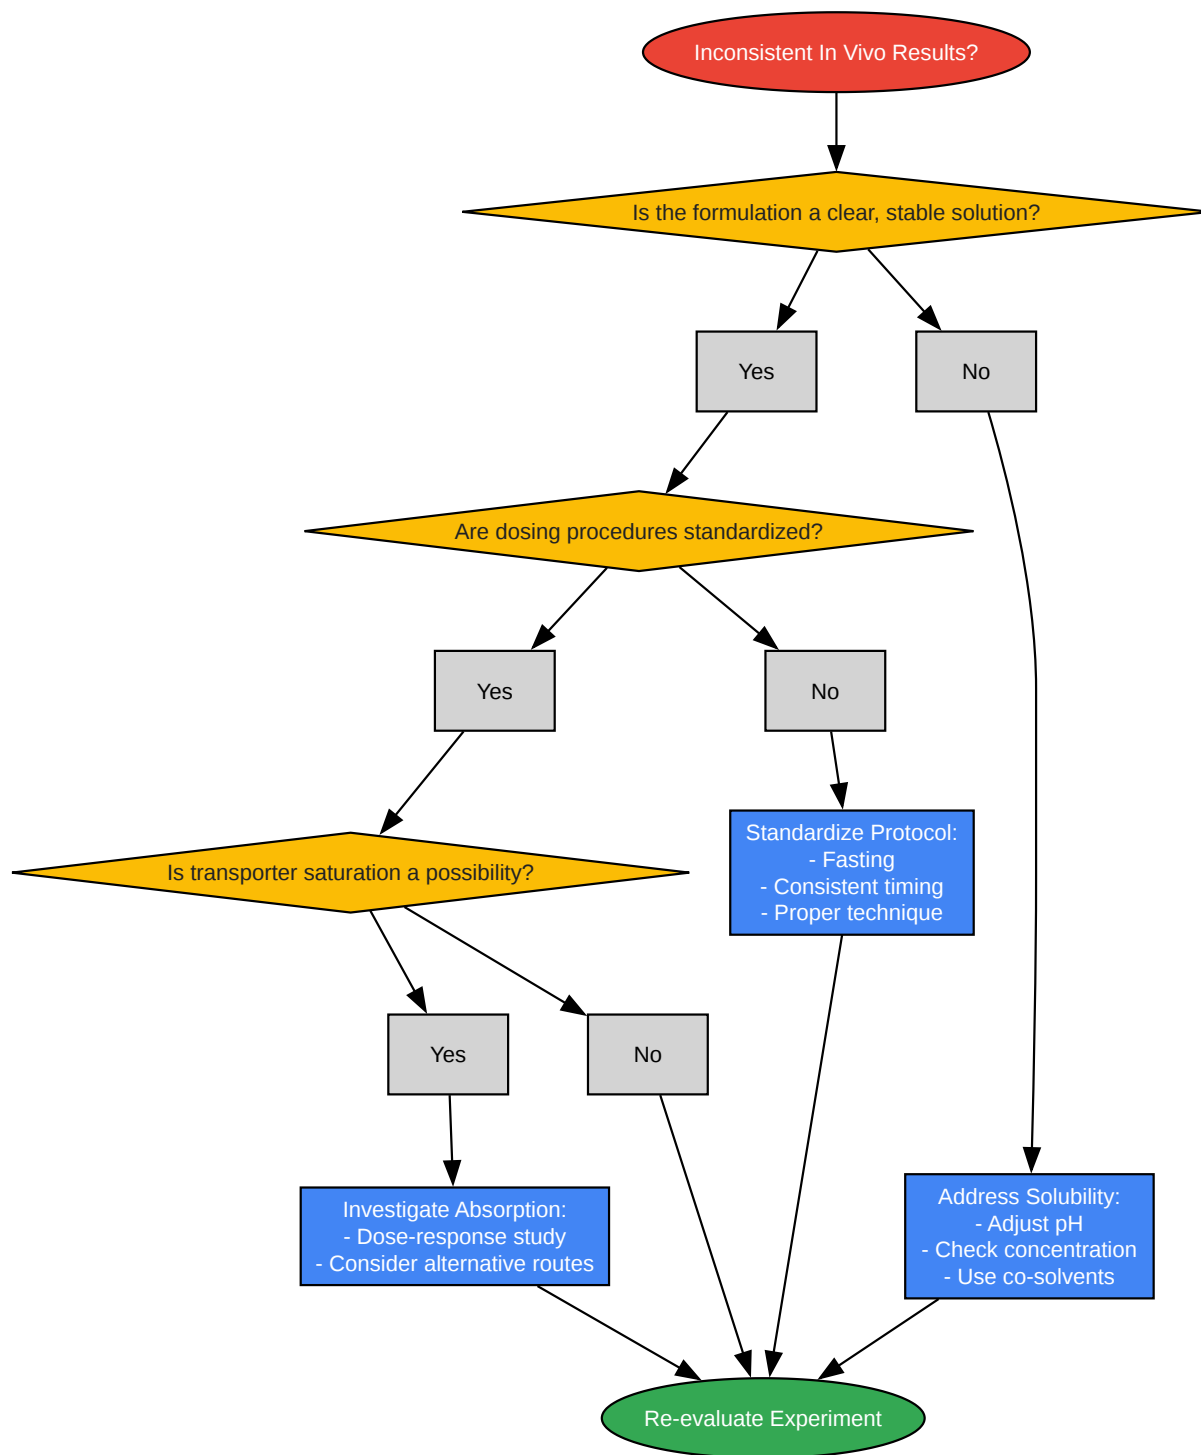 Inconsistent In Vivo Results?
Is the formulation a clear, stable solution?
Yes
No
Are dosing procedures standardized?
Yes
No
Standardize Protocol:
- Fasting
- Consistent timing
- Proper technique
Is transporter saturation a possibility?
Yes
No
Investigate Absorption:
- Dose-response study
- Consider alternative routes
Address Solubility:
- Adjust pH
- Check concentration
- Use co-solvents
Re-evaluate Experiment